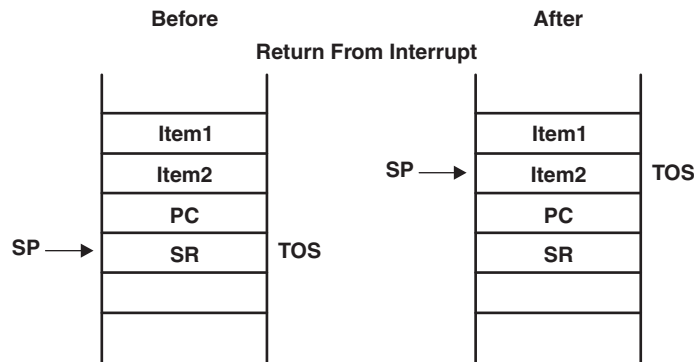 Before
After
Return From Interrupt
Item1
Item2
PC
SR
SP
TOS
Item1
Item2
PC
SR
SP
TOS